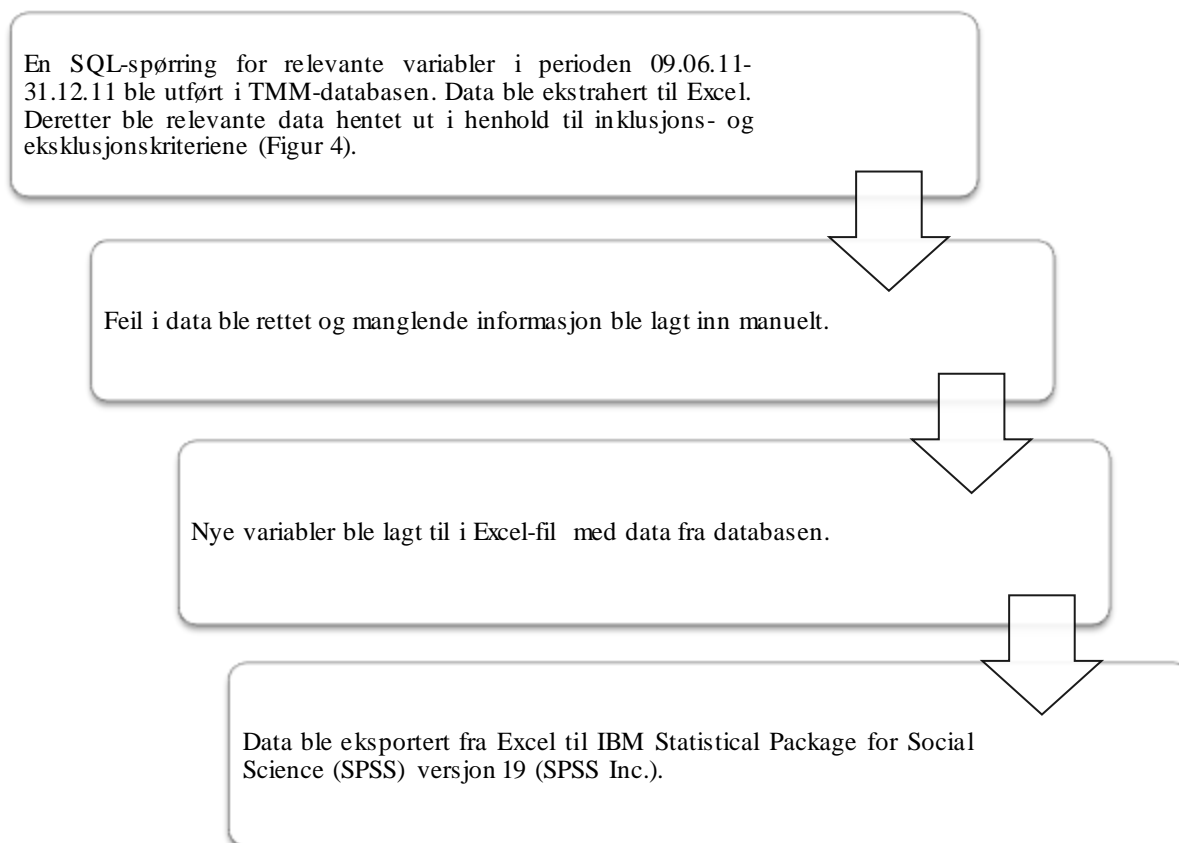 En SQL-spørring for relevante variabler i perioden 09.06.11-
31.12.11 ble utført i TMM-databasen. Data ble ekstrahert til Excel.
Deretter ble relevante data hentet ut i henhold til inklusjons- og
eksklusjonskriteriene (Figur 4).
Feil i data ble rettet og manglende informasjon ble lagt inn manuelt.
Nye variabler ble lagt til i Excel-fil med data fra databasen.
Data ble eksportert fra Excel til IBM Statistical Package for Social
Science (SPSS) versjon 19 (SPSS Inc.).